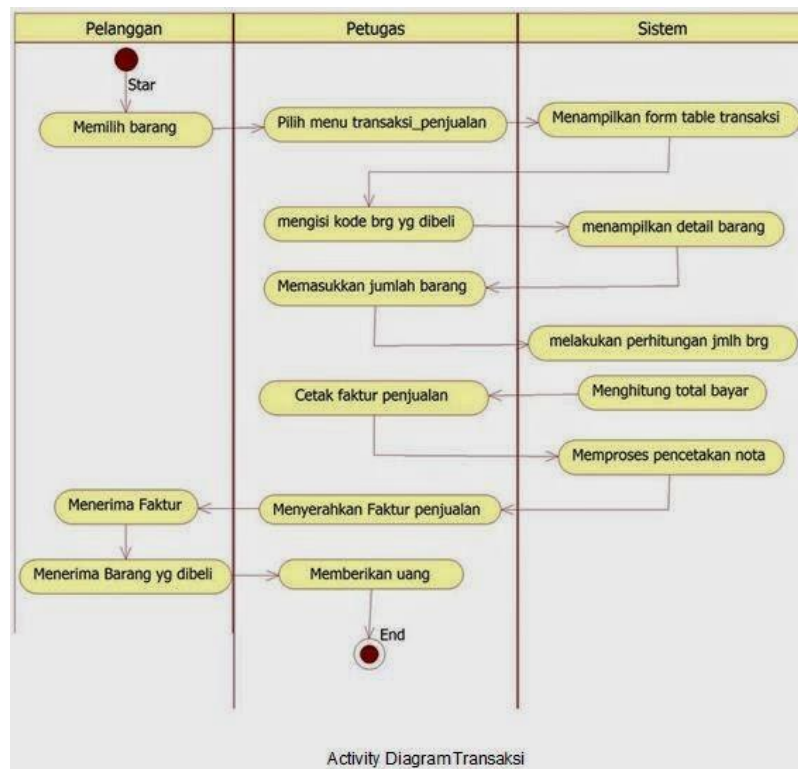 Pelanggan
Petugas
Sistem
Star
Memilih barang
Pilih menu transaksi_penjualan
Menampilkan form table transaksi
mengisi kode brg yg dibeli
menampilkan detail barang
Memasukkan jumlah barang
melakukan perhitungan jmlh brg
Cetak faktur penjualan
Menghitung total bayar
Memproses pencetakan nota
Menerima Faktur
Menyerahkan Faktur penjualan
Menerima Barang yg dibeli
Memberikan uang
End
Activity Diagram Transaksi